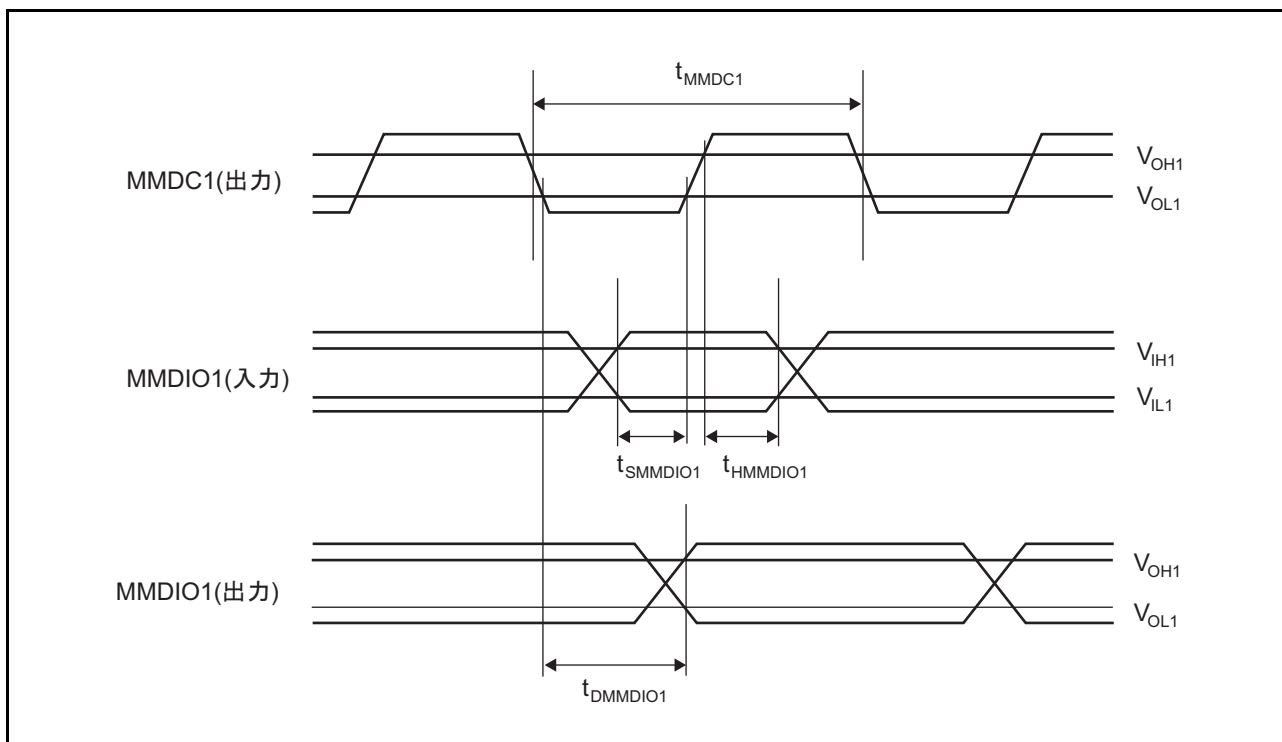 tMMDC1
MMDC1(出力)
VOH1
VOL1
MMDIO1(入力)
VIH1
VIL1
tSMMDIO1
tHMMDIO1
MMDIO1(出力)
VOH1
VOL1
tDMMDIO1